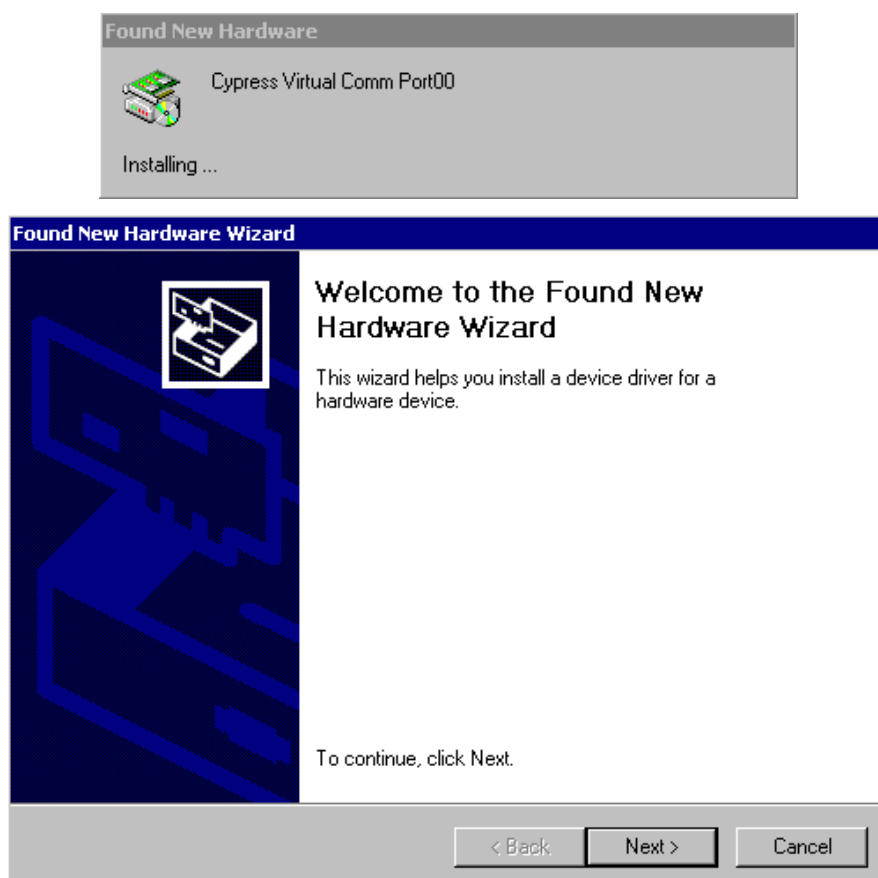 Found New Hardware
Cypress Virtual Comm Port00
Installing ...
Found New Hardware Wizard
Welcome to the Found New
Hardware Wizard
This wizard helps you install a device driver for a
hardware device.
To continue, click Next.
< Back
Next >
Cancel